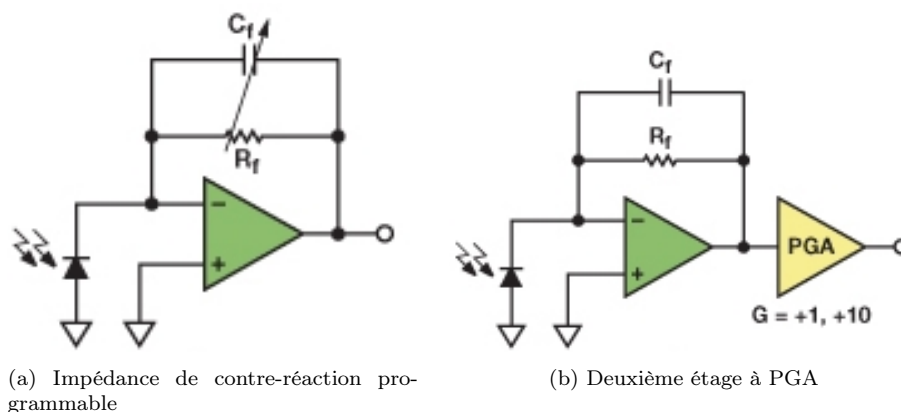 Cf
Rf
−
+
Cf
Rf
−
+
PGA
G = +1, +10
(a) Impédance de contre-réaction pro-
grammable
(b) Deuxième étage à PGA